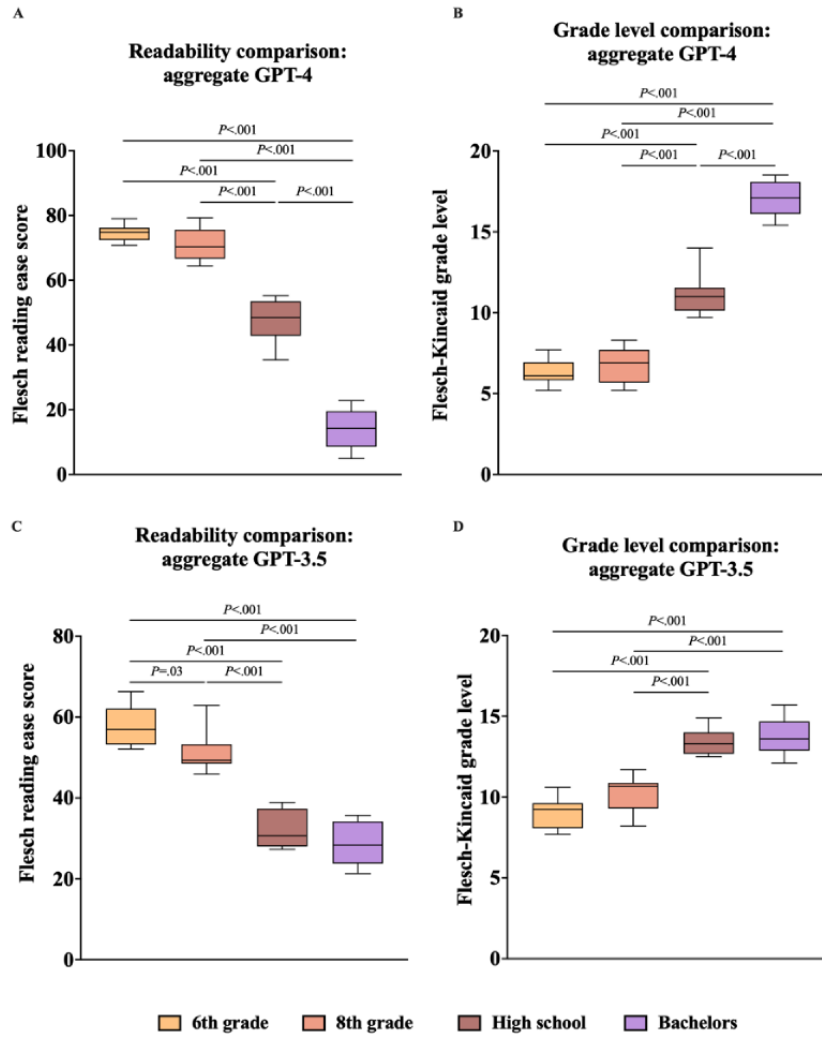 A
Readability comparison:
aggregate GPT-4
P<.001
P<.001
P<.001
P<.001
P<.001
Flesch reading ease score
100
80
60
40
20
0
B
Grade level comparison:
aggregate GPT-4
P<.001
P<.001
P<.001
P<.001
P<.001
Flesch-Kincaid grade level
20
15
10
5
0
C
Readability comparison:
aggregate GPT-3.5
P<.001
P<.001
P<.001
P=.03
P<.001
Flesch reading ease score
80
60
40
20
0
D
Grade level comparison:
aggregate GPT-3.5
P<.001
P<.001
P<.001
P<.001
Flesch-Kincaid grade level
20
15
10
5
0
6th grade
8th grade
High school
Bachelors